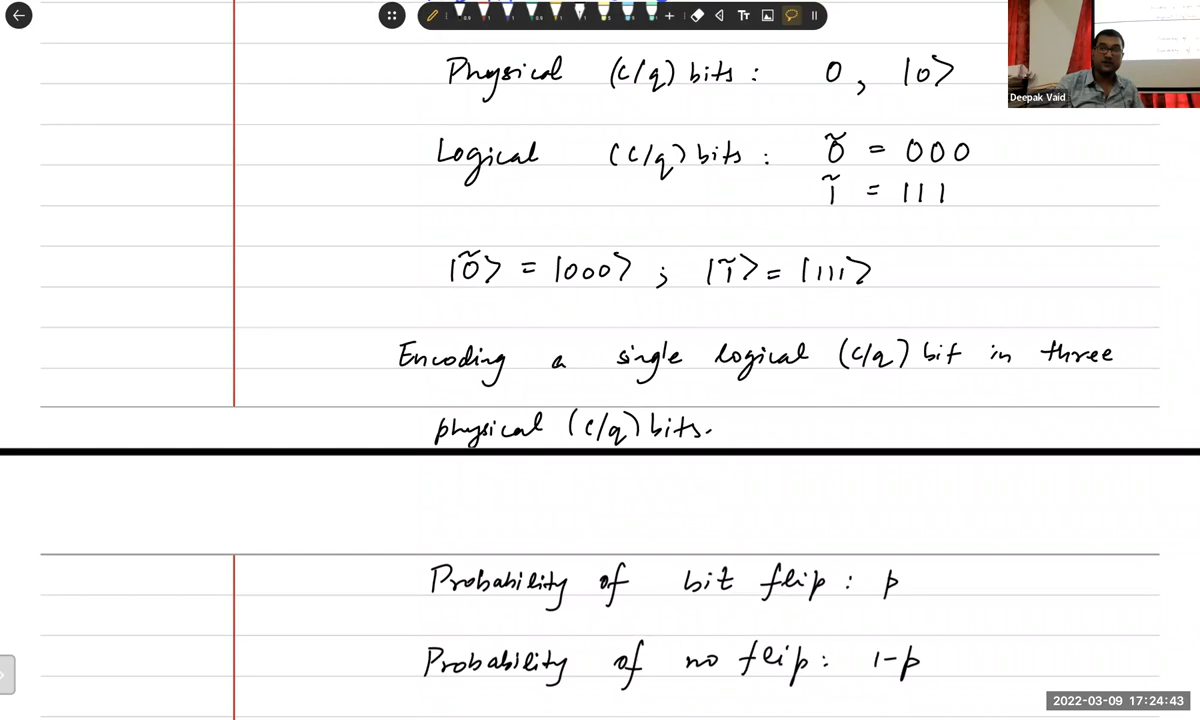 Physical (c/q) bits : 0, |0>
Deepak Vaid
Logical (c/q) bits : 0̃ = 000
1̃ = 111
|0̃> = |000> ; |1̃> = |111>
Encoding a single logical (c/q) bit in three
physical (c/q) bits.
Probability of bit flip : p
Probability of no flip : 1-p
2022-03-09 17:24:43